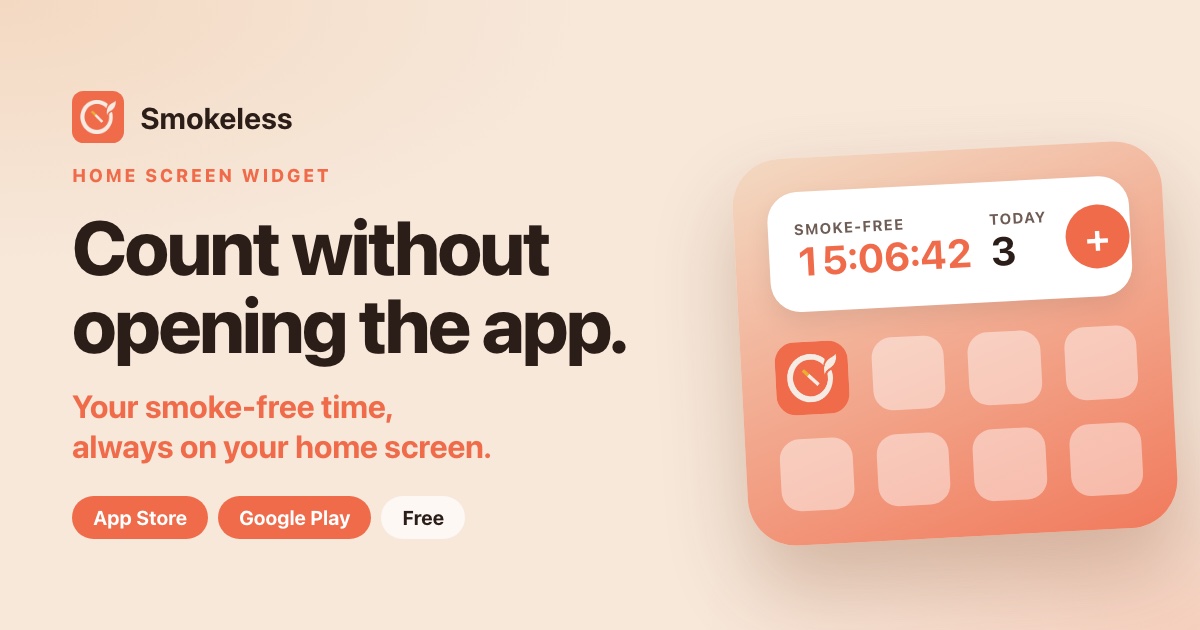 Smokeless
HOME SCREEN WIDGET
Count without
opening the app.
Your smoke-free time,
always on your home screen.
App Store
Google Play
Free
SMOKE-FREE
15:06:42
TODAY
3
+